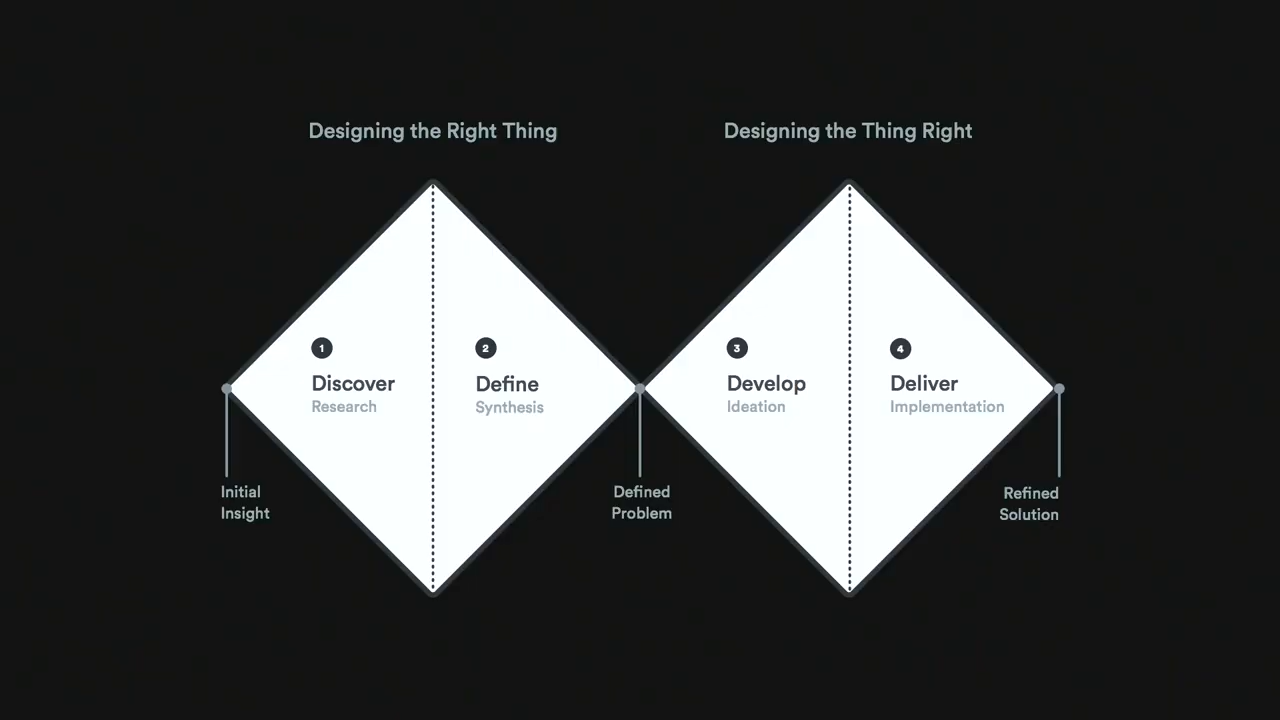 Designing the Right Thing
Designing the Thing Right
1
Discover
Research
2
Define
Synthesis
3
Develop
Ideation
4
Deliver
Implementation
Initial
Insight
Defined
Problem
Refined
Solution